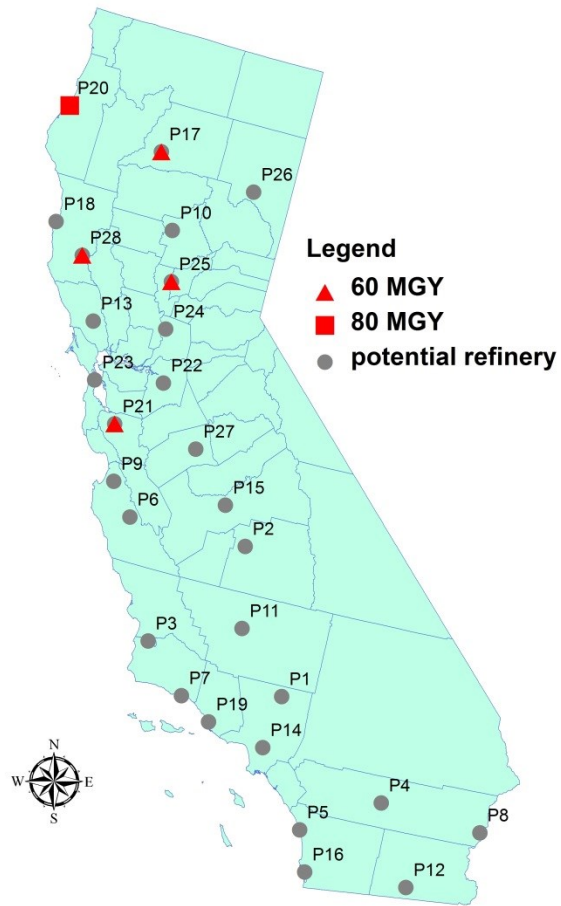 P20
P17
P26
P18
P10
P28
P25
P13
P24
P23
P22
P21
P27
P9
P15
P6
P2
P11
P3
P7
P1
P19
P14
P4
P5
P8
P16
P12
Legend
60 MGY
80 MGY
potential refinery
N
W E
S